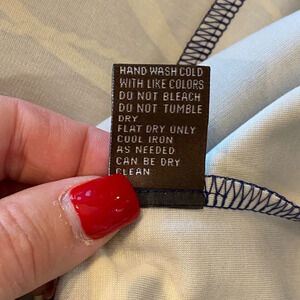 HAND WASH COLD
WITH LIKE COLORS
DO NOT BLEACH
DO NOT TUMBLE
DRY
FLAT DRY ONLY
COOL IRON
AS NEEDED
CAN BE DRY
CLEAN